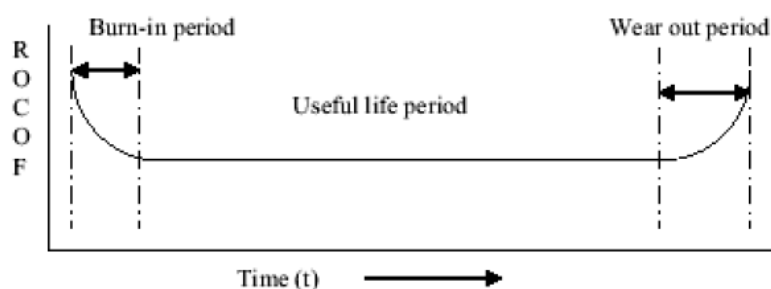 Burn-in period
Wear out period
R
O
C
O
F
Useful life period
Time (t)